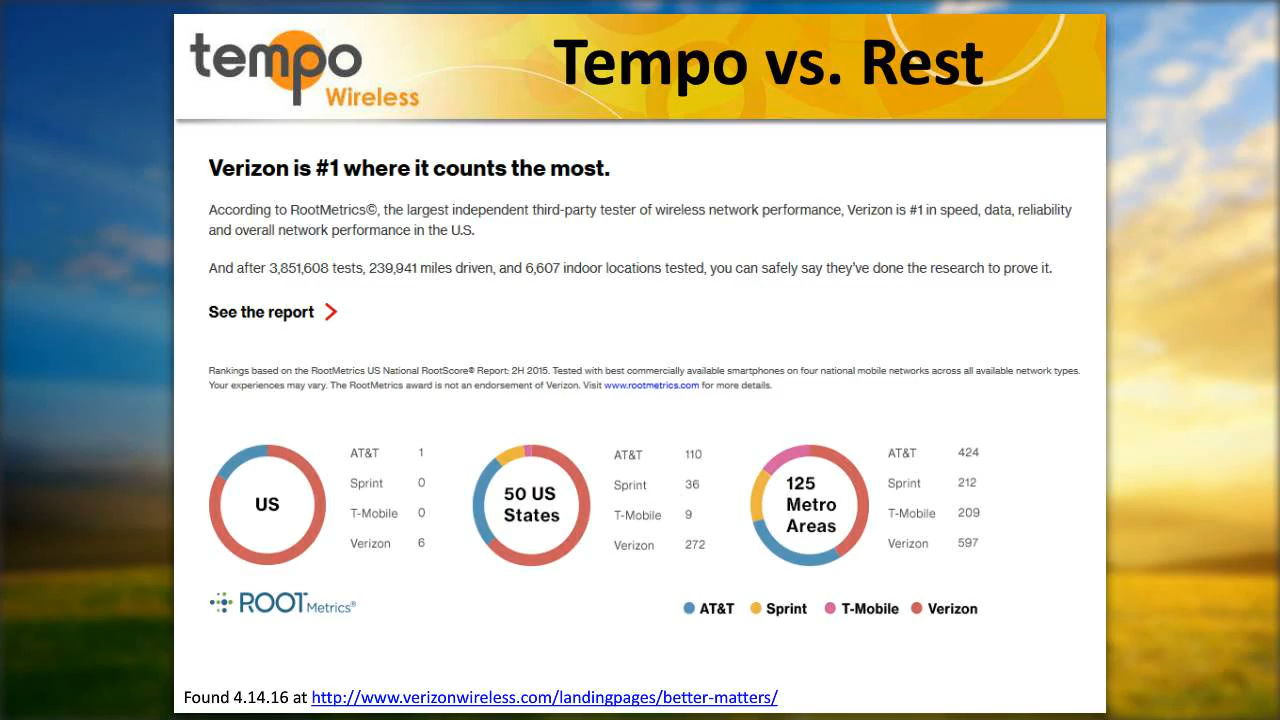 tempo
Wireless
Tempo vs. Rest
Verizon is #1 where it counts the most.
According to RootMetrics©, the largest independent third-party tester of wireless network performance, Verizon is #1 in speed, data, reliability
and overall network performance in the U.S.
And after 3,851,608 tests, 239,941 miles driven, and 6,607 indoor locations tested, you can safely say they've done the research to prove it.
See the report
Rankings based on the RootMetrics US National RootScore® Report: 2H 2015. Tested with best commercially available smartphones on four national mobile networks across all available network types.
Your experiences may vary. The RootMetrics award is not an endorsement of Verizon. Visit www.rootmetrics.com for more details.
US
AT&T 1
Sprint 0
T-Mobile 0
Verizon 6
50 US
States
AT&T 110
Sprint 36
T-Mobile 9
Verizon 272
125
Metro
Areas
AT&T 424
Sprint 212
T-Mobile 209
Verizon 597
ROOT Metrics®
AT&T Sprint T-Mobile Verizon
Found 4.14.16 at http://www.verizonwireless.com/landingpages/better-matters/